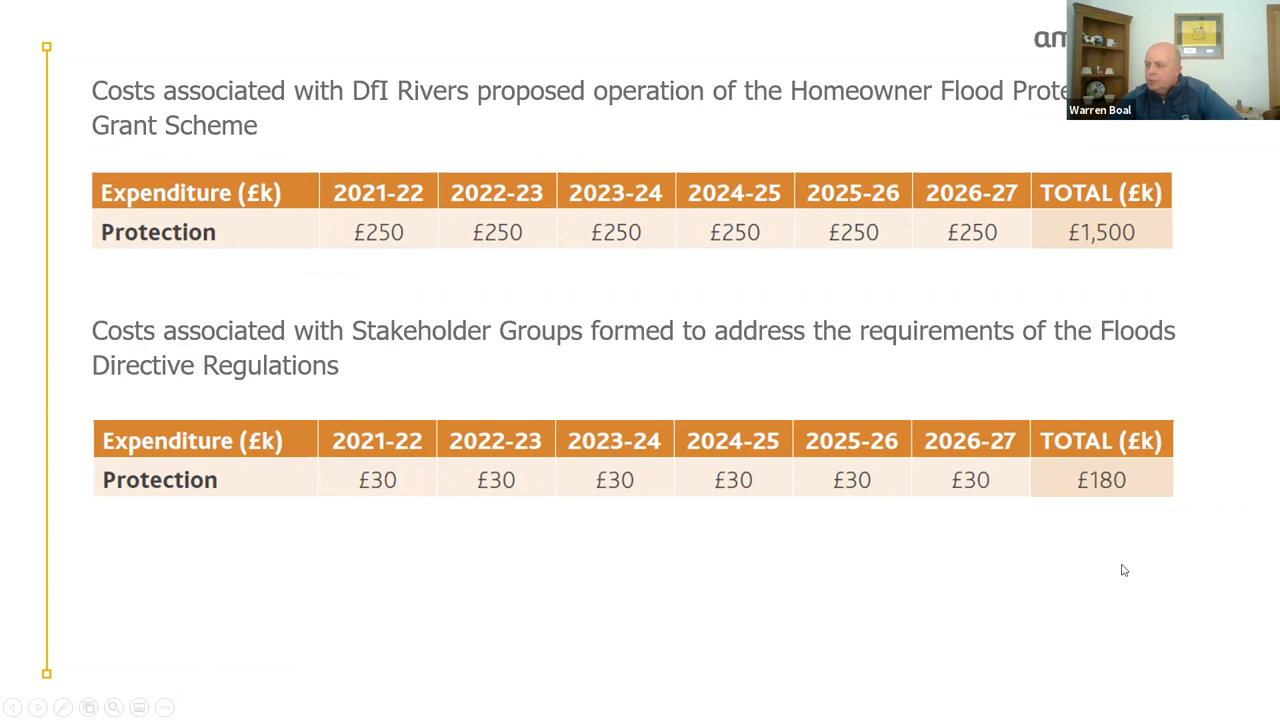 am
Warren Boal
Costs associated with DfI Rivers proposed operation of the Homeowner Flood
Grant Scheme
Expenditure (£k) 2021-22 2022-23 2023-24 2024-25 2025-26 2026-27 TOTAL (£k)
Protection £250 £250 £250 £250 £250 £250 £1,500
Costs associated with Stakeholder Groups formed to address the requirements of the Floods
Directive Regulations
Expenditure (£k) 2021-22 2022-23 2023-24 2024-25 2025-26 2026-27 TOTAL (£k)
Protection £30 £30 £30 £30 £30 £30 £180